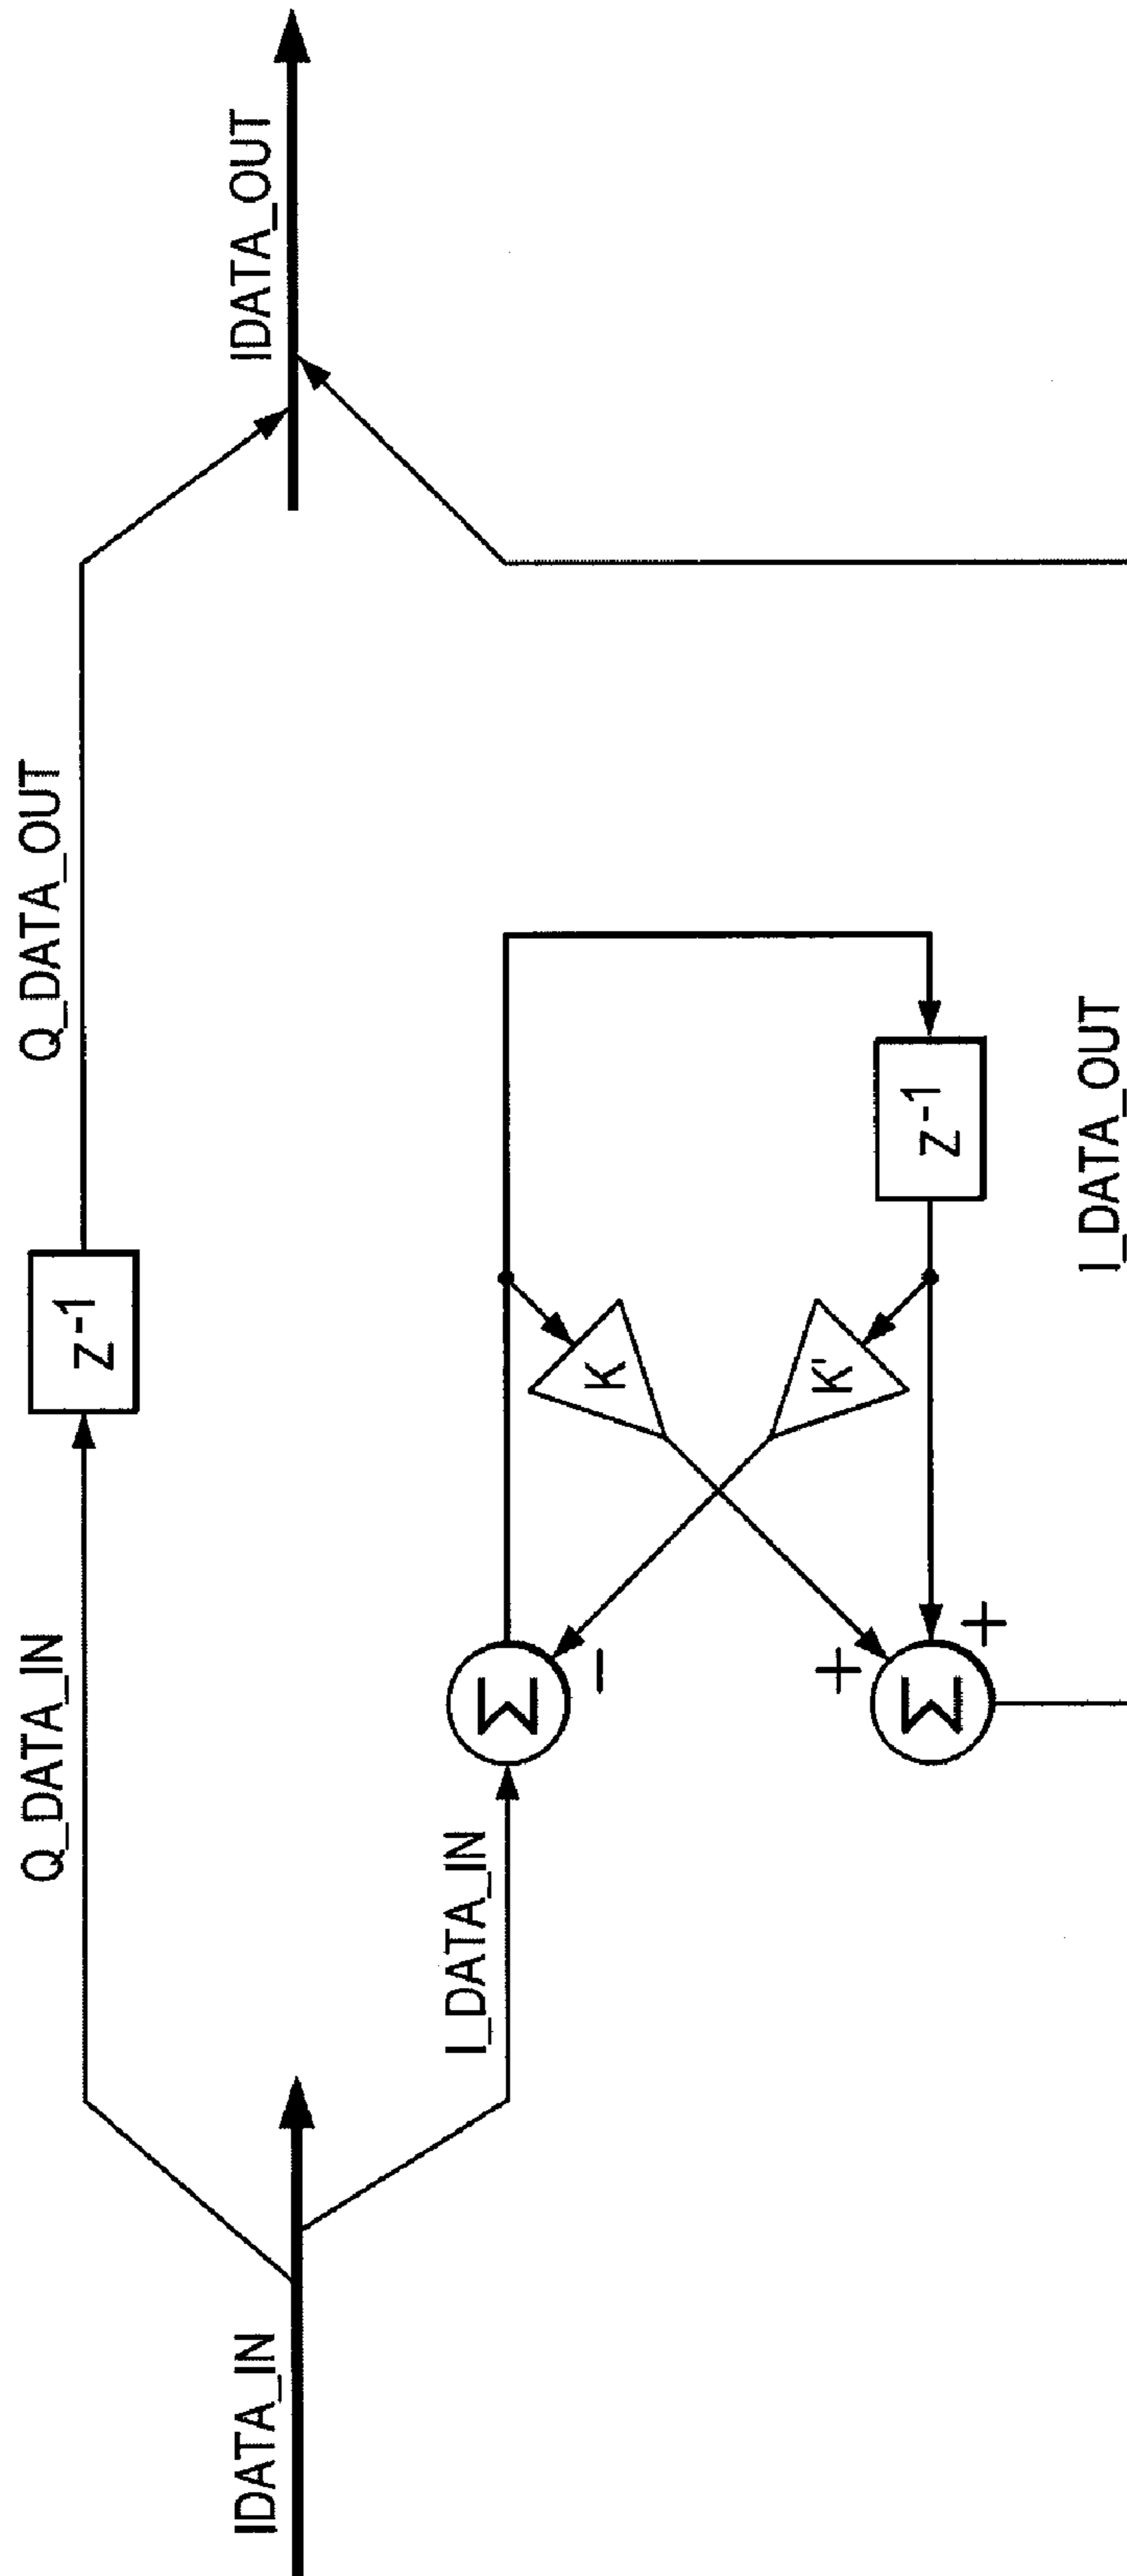 IDATA_IN
Q_DATA_IN
z-1
Q_DATA_OUT
IDATA_OUT
I_DATA_IN
Σ
-
K
K'
z-1
+
Σ
+
I_DATA_OUT